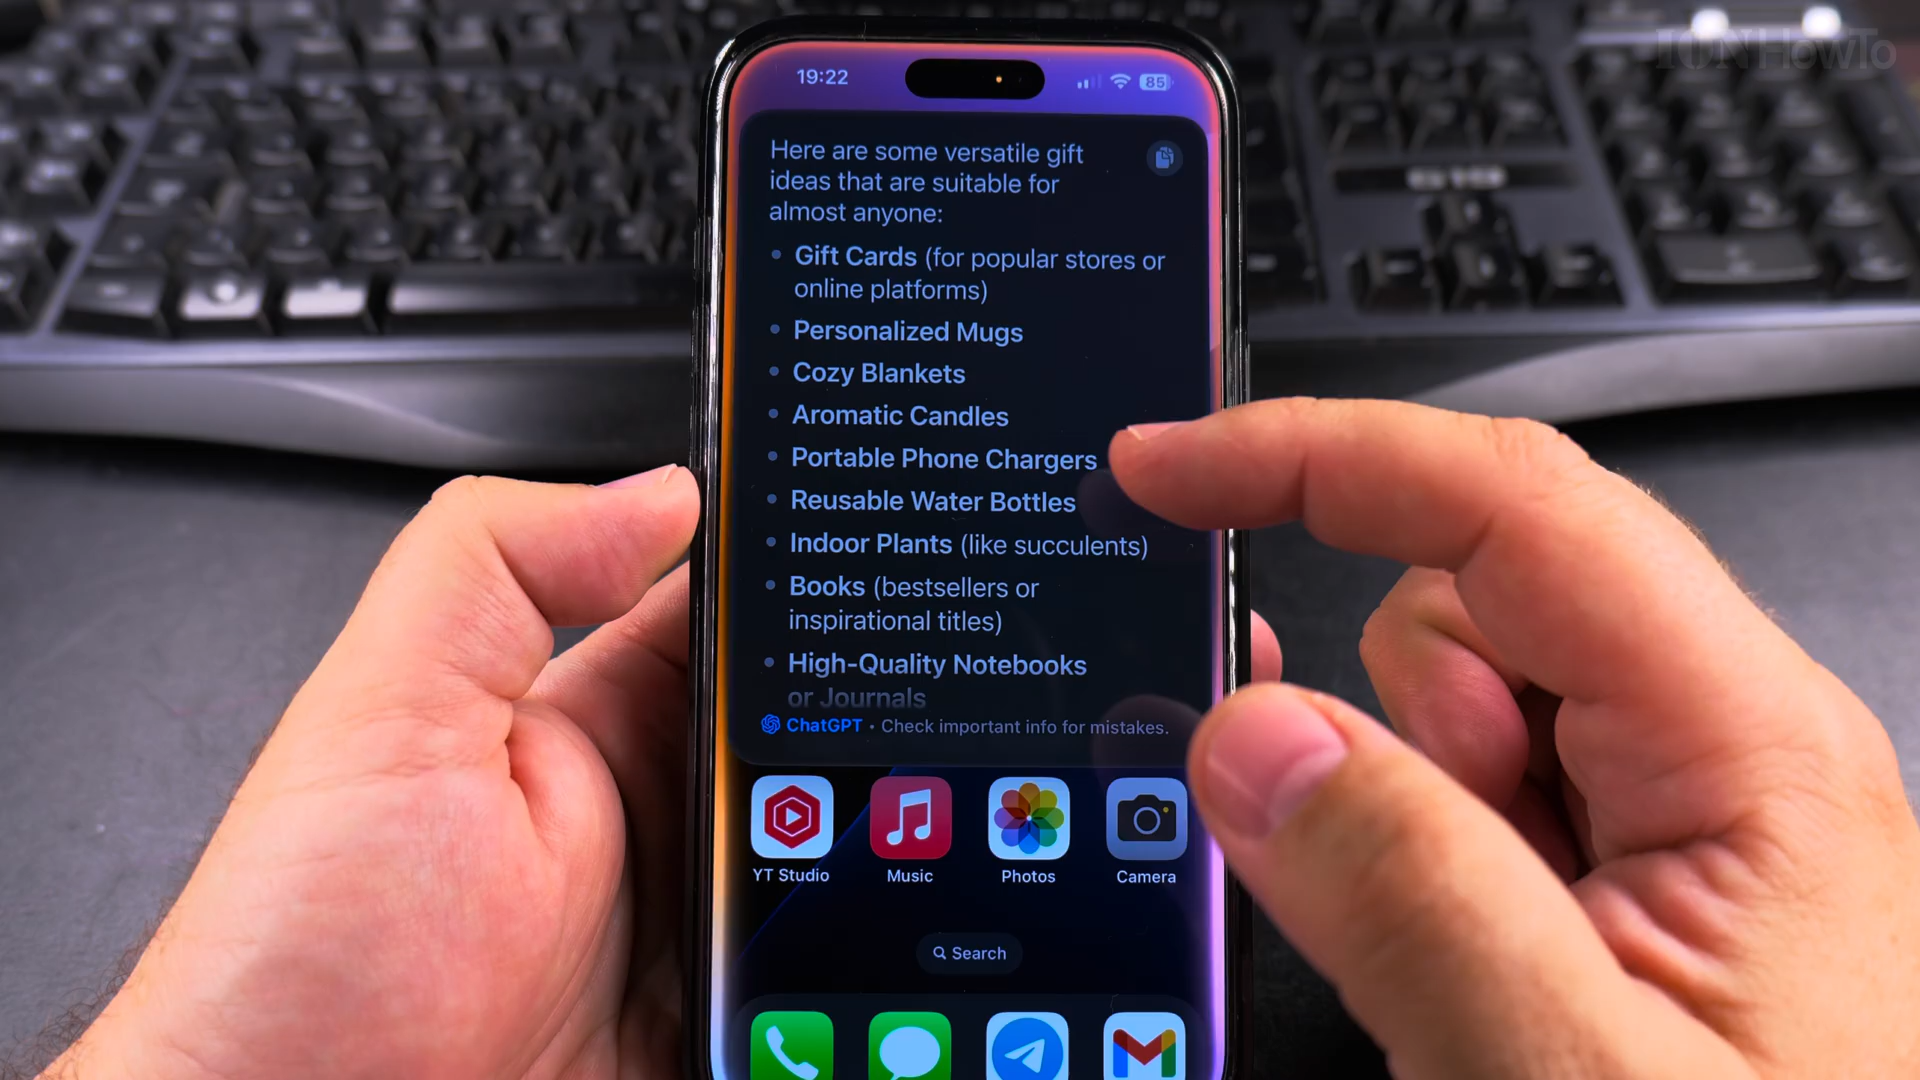 19:22
85
Here are some versatile gift
ideas that are suitable for
almost anyone:
• Gift Cards (for popular stores or
online platforms)
• Personalized Mugs
• Cozy Blankets
• Aromatic Candles
• Portable Phone Chargers
• Reusable Water Bottles
• Indoor Plants (like succulents)
• Books (bestsellers or
inspirational titles)
• High-Quality Notebooks
or Journals
ChatGPT • Check important info for mistakes.
YT Studio
Music
Photos
Camera
Search
HowTo